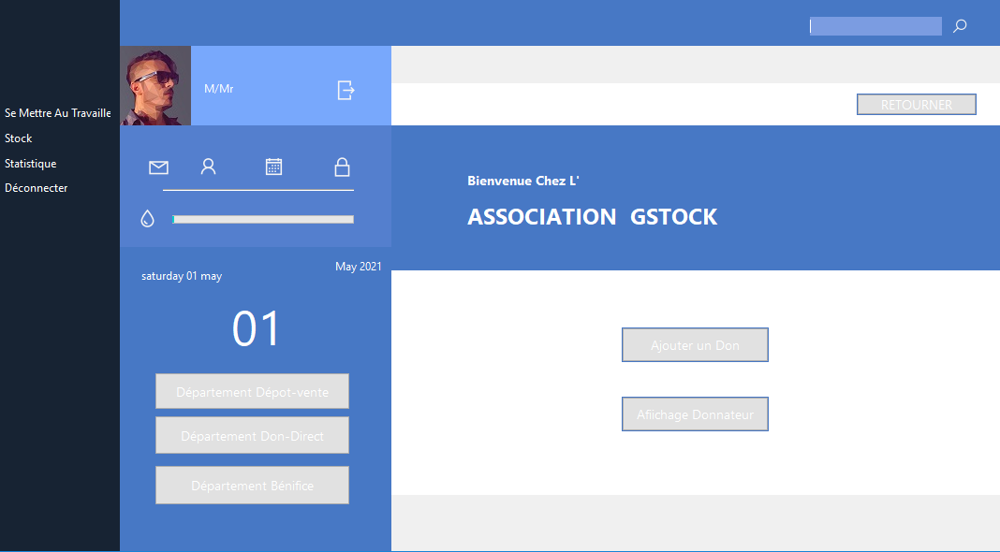 Se Mettre Au Travaille
Stock
Statistique
Déconnecter
M/Mr
RETOURNER
Bienvenue Chez L'
ASSOCIATION GSTOCK
saturday 01 may
May 2021
01
Département Dépot-vente
Département Don-Direct
Département Bénifice
Ajouter un Don
Afiichage Donnateur